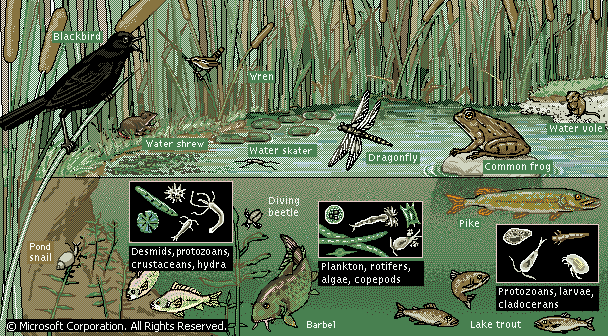 Blackbird
Wren
Water vole
Water shrew
Water skater
Dragonfly
Common frog
Diving
beetle
Pike
Pond
snail
Desmids, protozoans,
crustaceans, hydra
Plankton, rotifers,
algae, copepods
Protozoans, larvae,
cladocerans
Barbel
Lake trout
© Microsoft Corporation. All Rights Reserved.